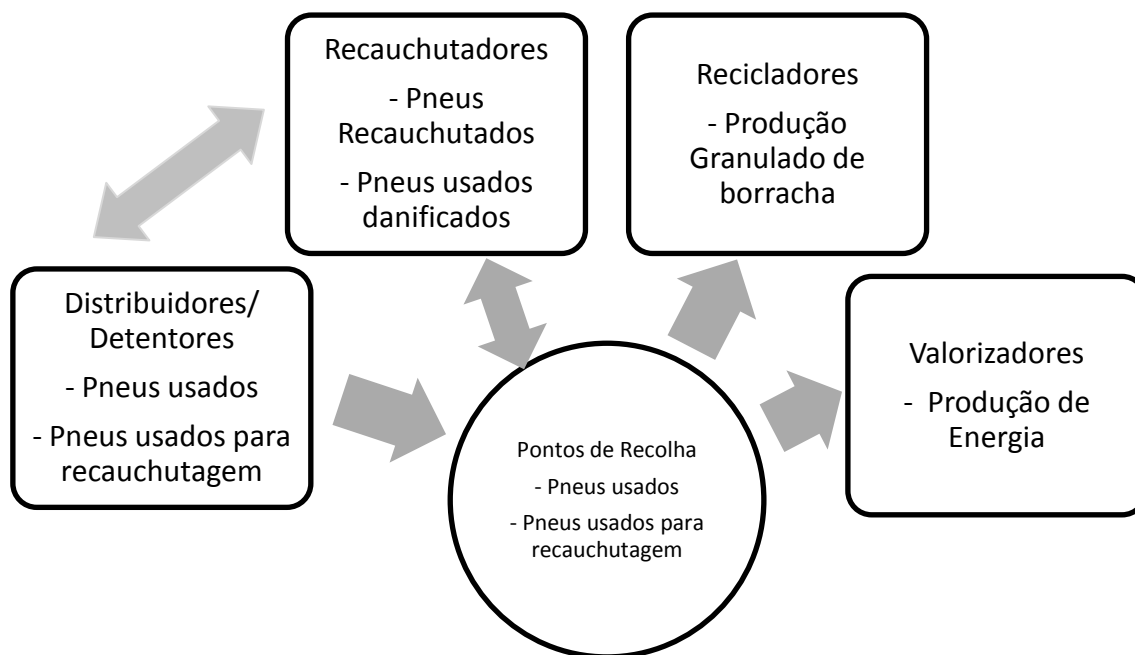 Recauchutadores
- Pneus
Recauchutados
- Pneus usados
danificados
Recicladores
- Produção
Granulado de
borracha
Distribuidores/
Detentores
- Pneus usados
- Pneus usados para
recauchutagem
Pontos de Recolha
- Pneus usados
- Pneus usados para
recauchutagem
Valorizadores
- Produção de
Energia